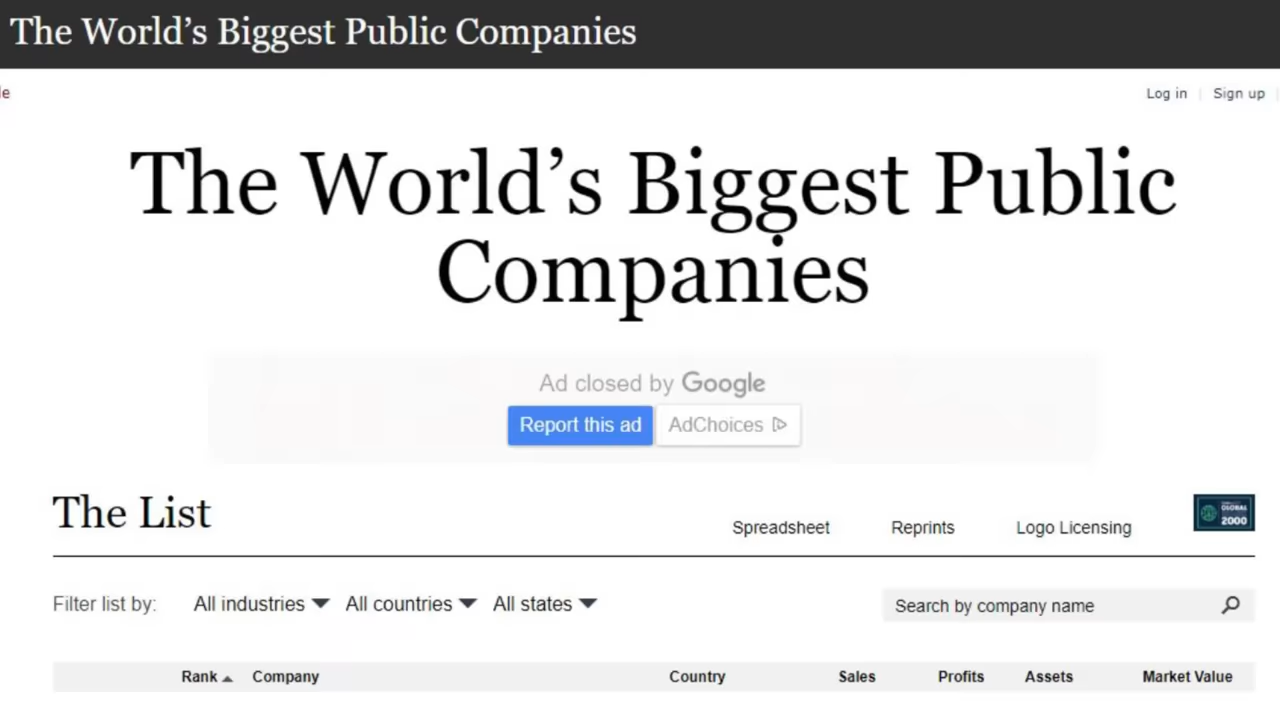 The World’s Biggest Public Companies
Log in
Sign up
The World’s Biggest Public
Companies
Ad closed by Google
Report this ad
AdChoices
The List
Spreadsheet
Reprints
Logo Licensing
GLOBAL
2000
Filter list by:
All industries
All countries
All states
Search by company name
Rank Company Country Sales Profits Assets Market Value